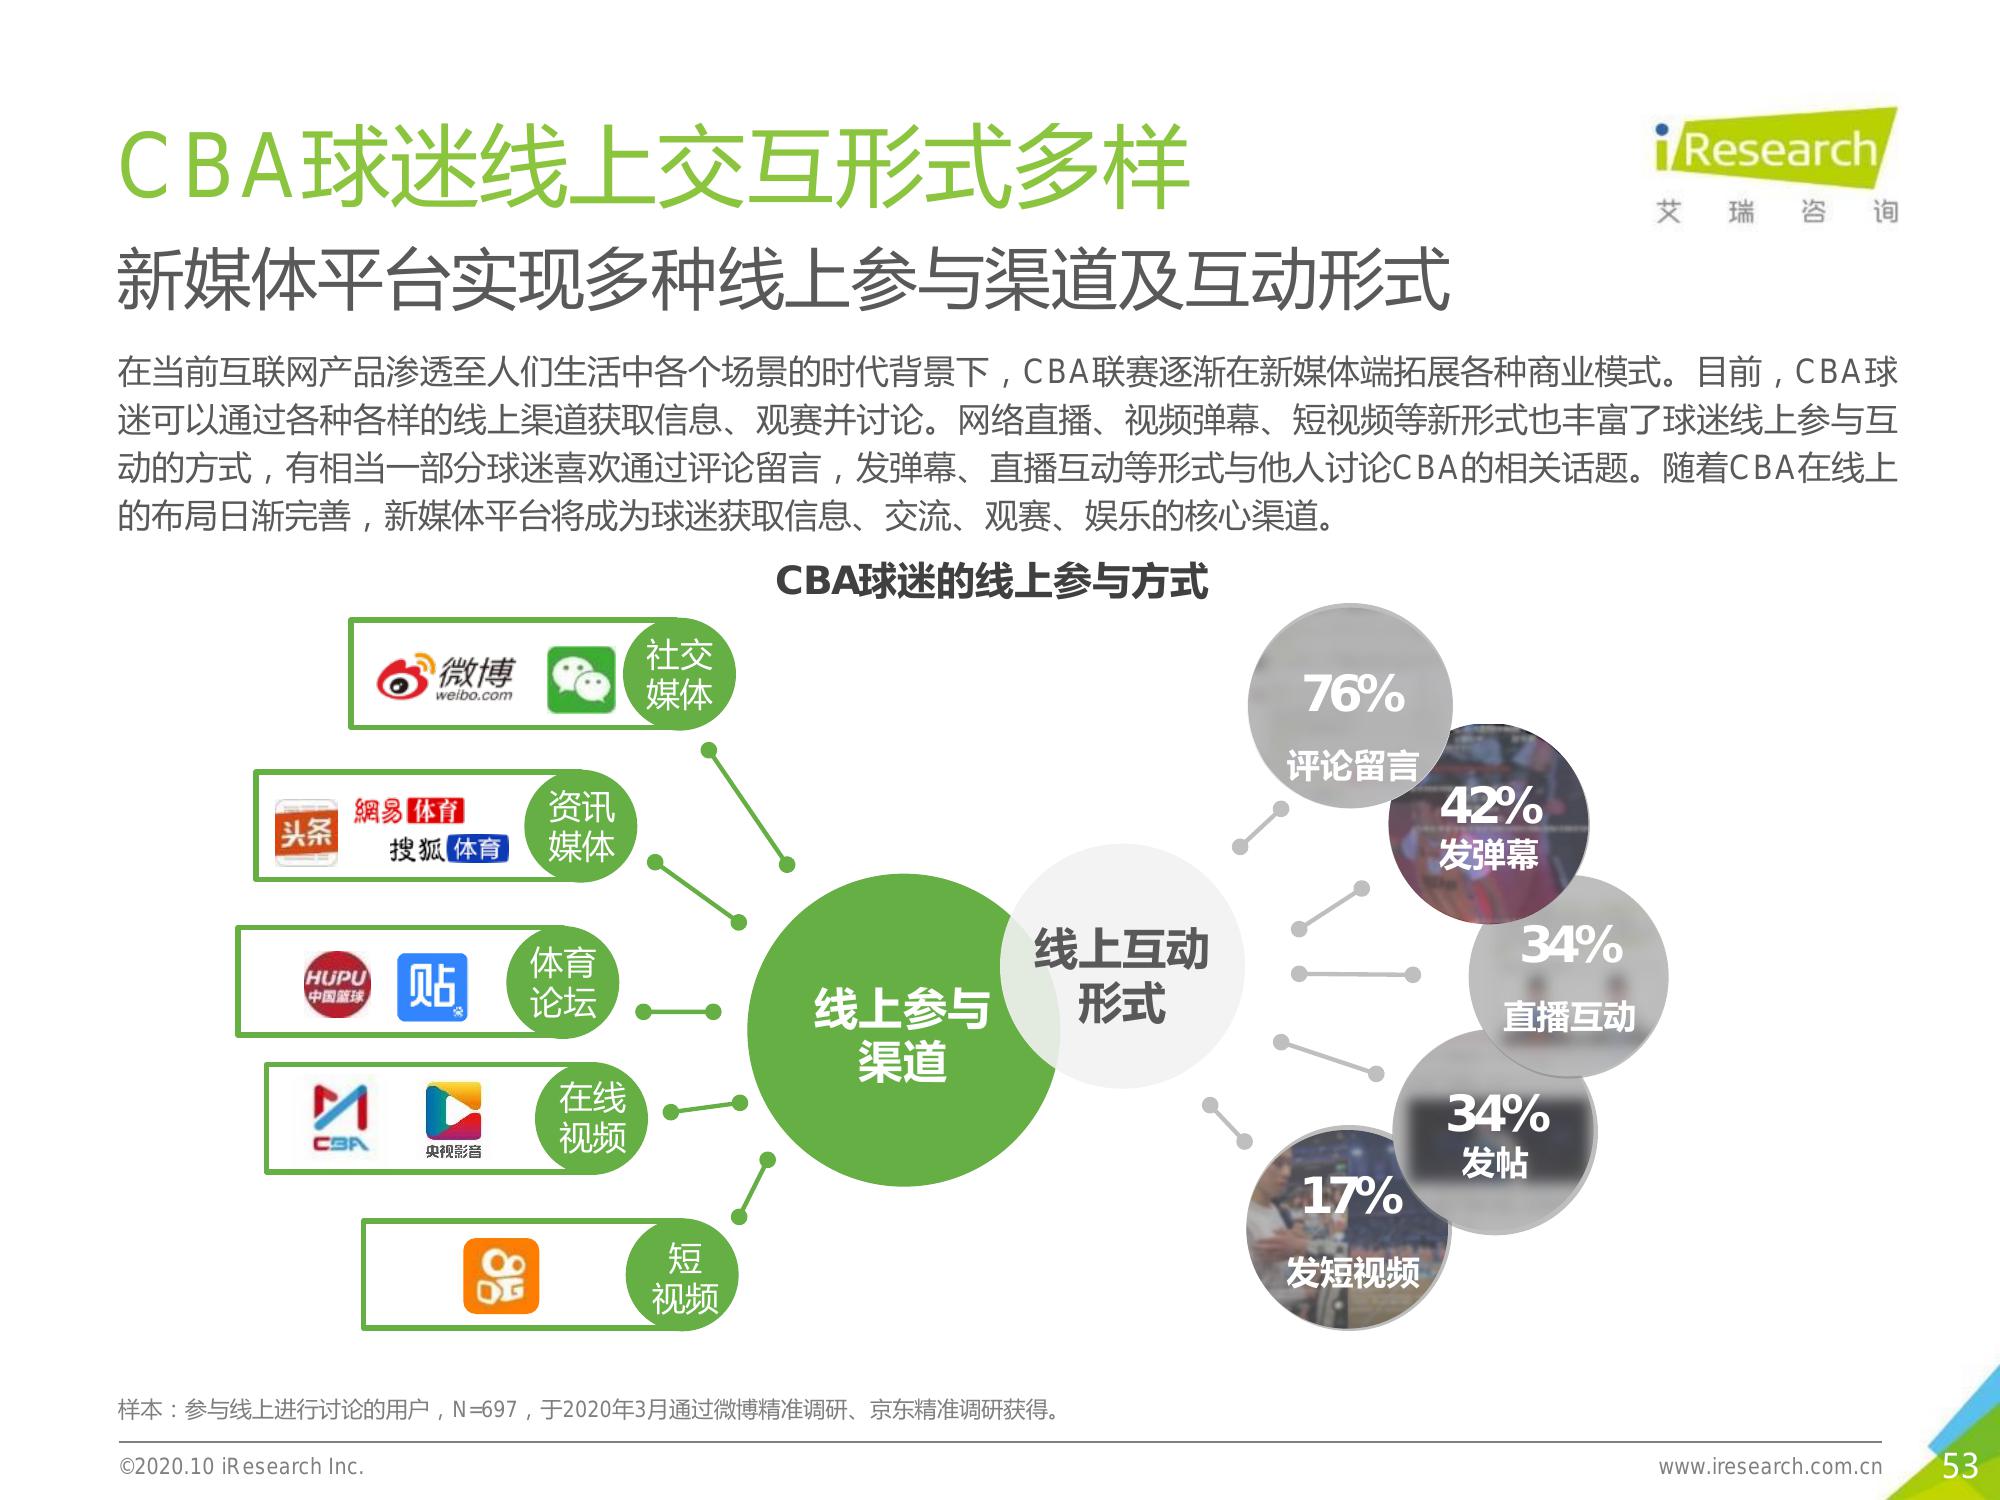 CBA球迷线上交互形式多样
iResearch
艾瑞咨询
新媒体平台实现多种线上参与渠道及互动形式
在当前互联网产品渗透至人们生活中各个场景的时代背景下，CBA联赛逐渐在新媒体端拓展各种商业模式。目前，CBA球
迷可以通过各种各样的线上渠道获取信息、观赛并讨论。网络直播、视频弹幕、短视频等新形式也丰富了球迷线上参与互
动的方式，有相当一部分球迷喜欢通过评论留言，发弹幕、直播互动等形式与他人讨论CBA的相关话题。随着CBA在线上
的布局日渐完善，新媒体平台将成为球迷获取信息、交流、观赛、娱乐的核心渠道。
CBA球迷的线上参与方式
微博
weibo.com
社交
媒体
头条
網易体育
搜狐体育
资讯
媒体
HUPU
中国篮球
贴
体育
论坛
CBA
央视影音
在线
视频
短
视频
线上参与
渠道
线上互动
形式
76%
评论留言
42%
发弹幕
34%
直播互动
34%
发帖
17%
发短视频
样本：参与线上进行讨论的用户，N=697，于2020年3月通过微博精准调研、京东精准调研获得。
©2020.10 iResearch Inc.
www.iresearch.com.cn
53